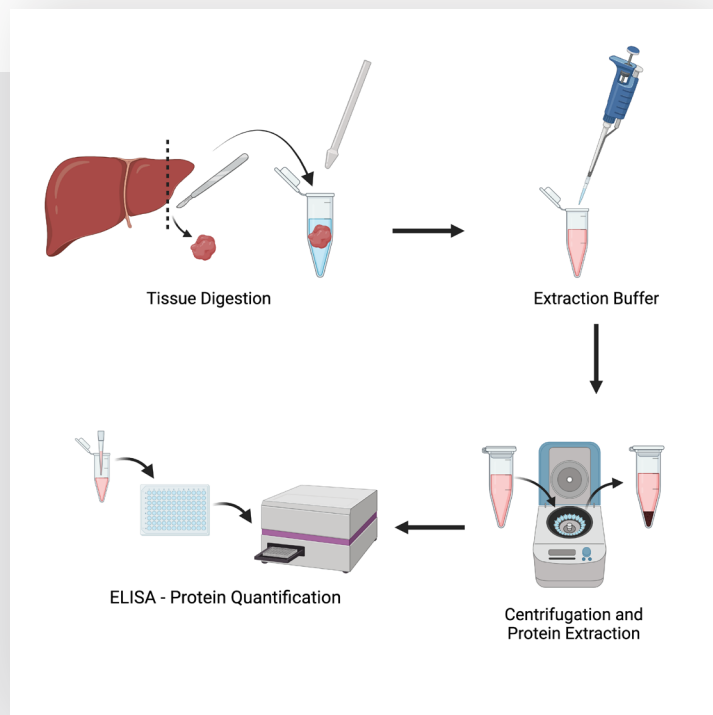 Tissue Digestion
Extraction Buffer
Centrifugation and
Protein Extraction
ELISA - Protein Quantification